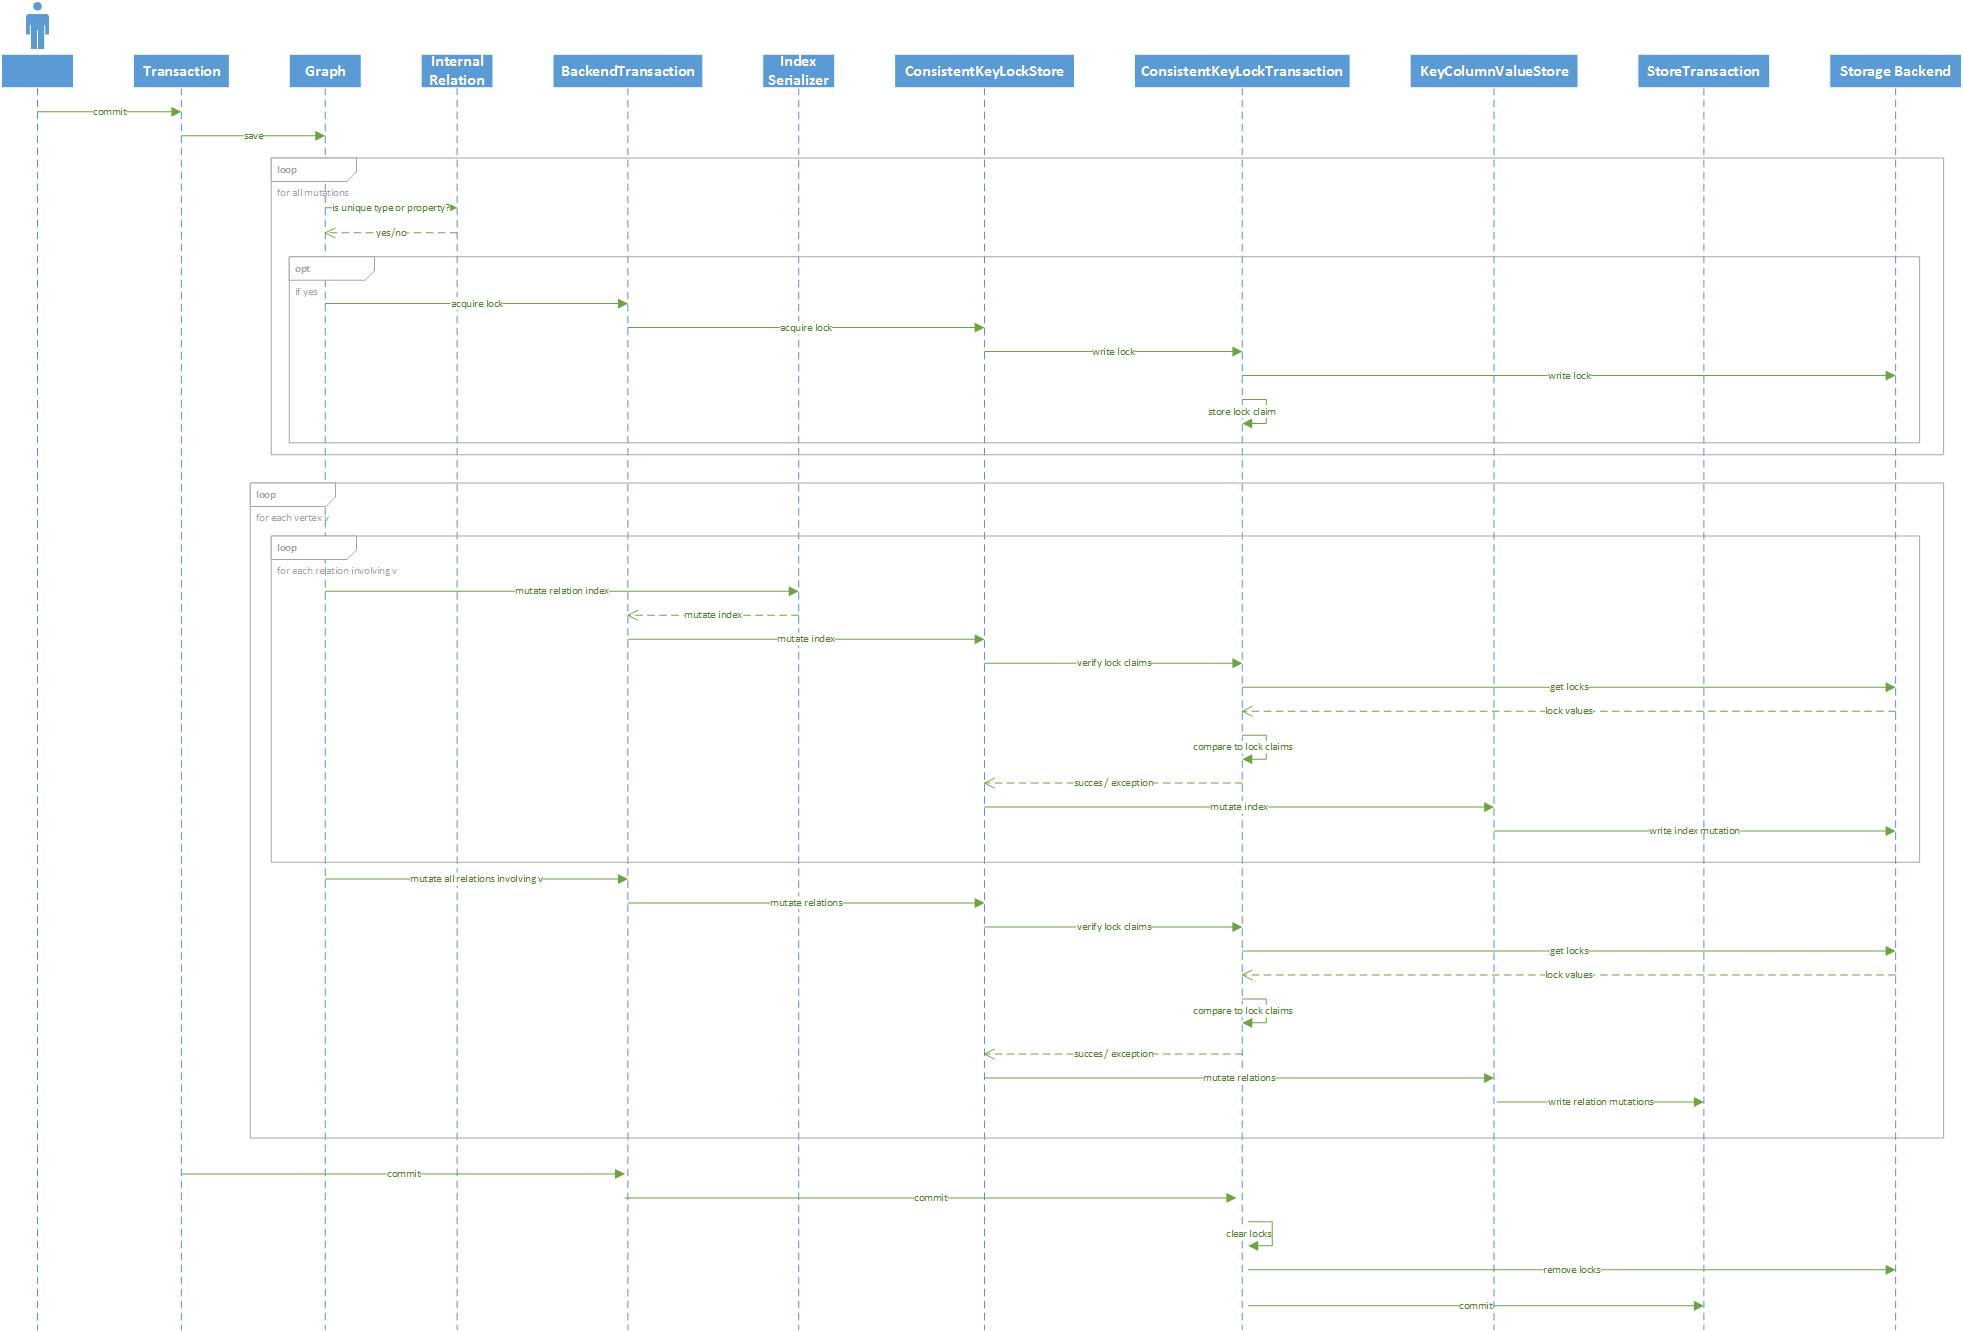 Transaction
Graph
Internal
Relation
BackendTransaction
Index
Serializer
ConsistentKeyLockStore
ConsistentKeyLockTransaction
KeyColumnValueStore
StoreTransaction
Storage Backend
commit
save
loop
for all mutations
is unique type or property?
yes/no
opt
if yes
acquire lock
acquire lock
write lock
write lock
store lock claim
loop
for each vertex v
loop
for each relation involving v
mutate relation index
mutate index
mutate index
verify lock claims
get locks
lock values
compare to lock claims
succes / exception
mutate index
write index mutation
mutate all relations involving v
mutate relations
verify lock claims
get locks
lock values
compare to lock claims
succes / exception
mutate relations
write relation mutations
commit
commit
clear locks
remove locks
commit